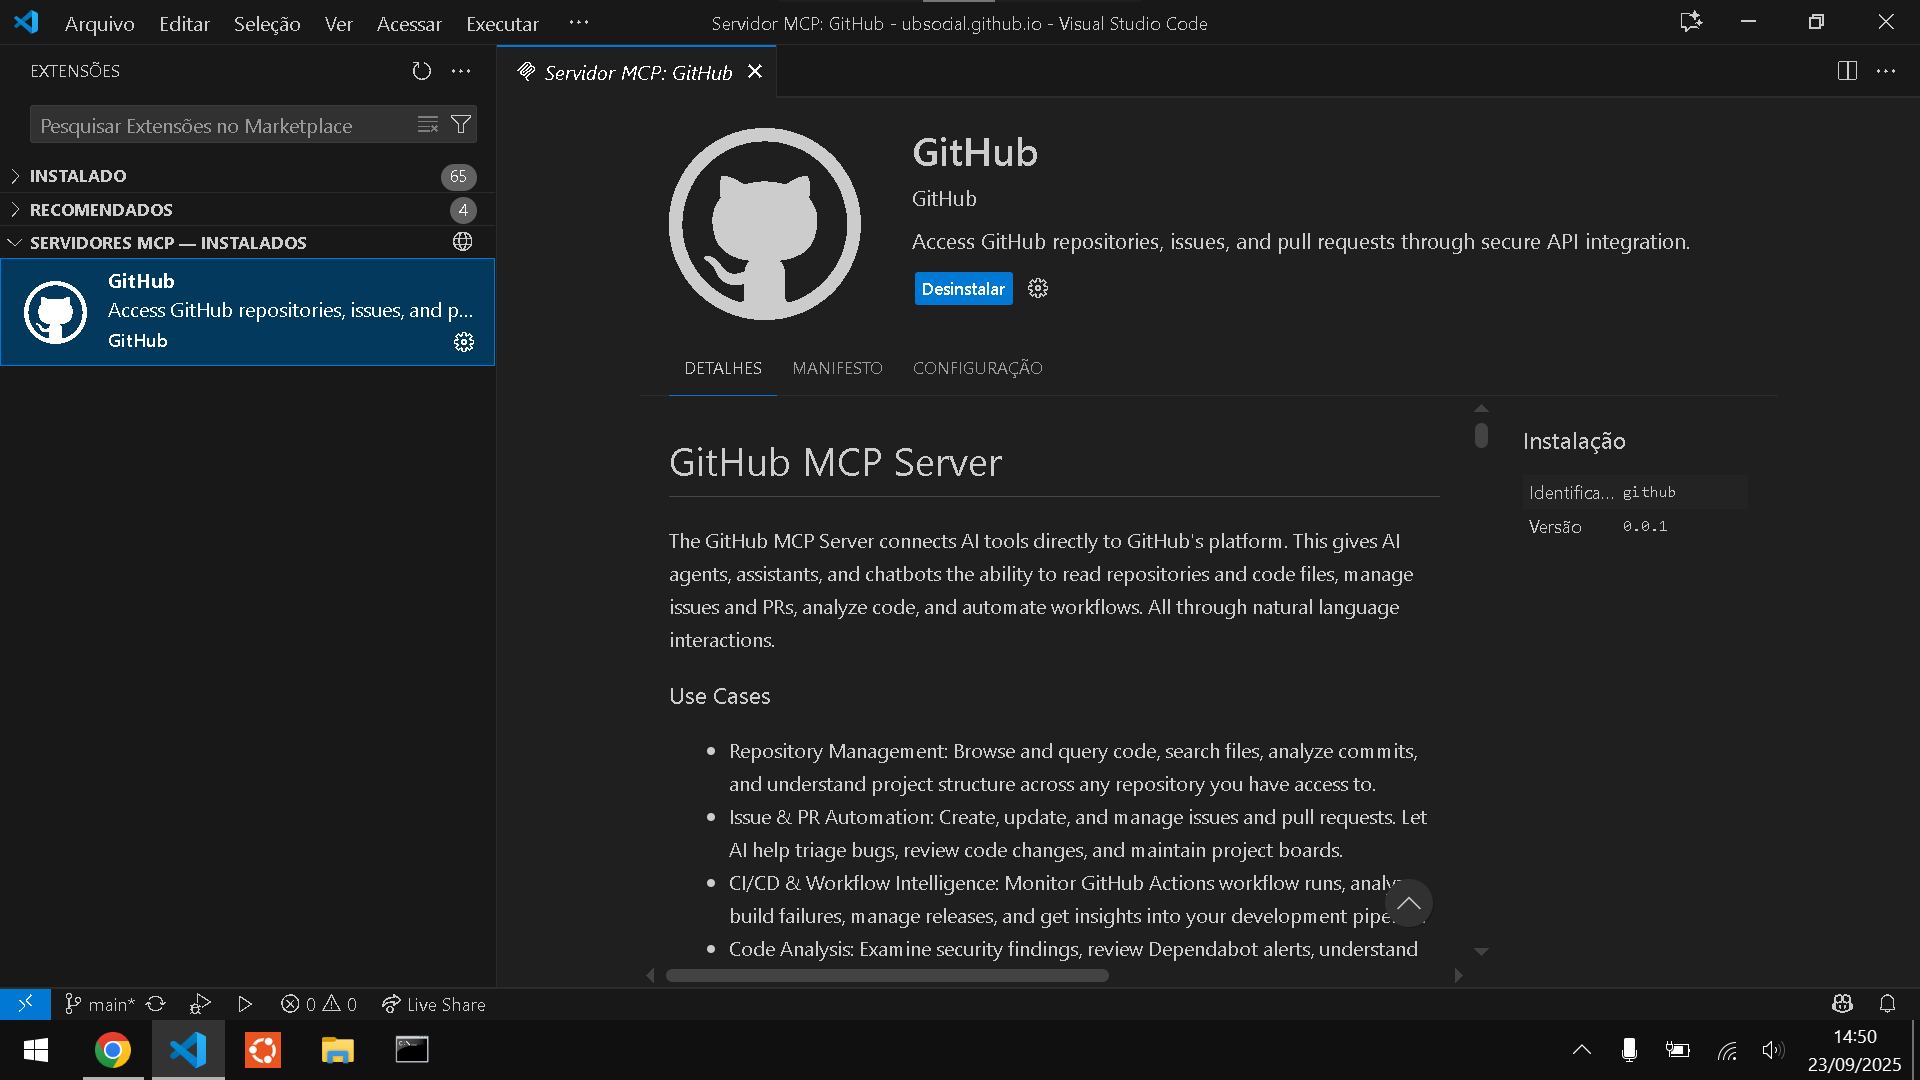 Arquivo Editar Seleção Ver Acessar Executar ···
Servidor MCP: GitHub - ubsocial.github.io - Visual Studio Code
EXTENSÕES
Pesquisar Extensões no Marketplace
INSTALADO 65
RECOMENDADOS 4
SERVIDORES MCP — INSTALADOS
GitHub
Access GitHub repositories, issues, and p...
GitHub
Servidor MCP: GitHub
GitHub
GitHub
Access GitHub repositories, issues, and pull requests through secure API integration.
Desinstalar
DETALHES MANIFESTO CONFIGURAÇÃO
GitHub MCP Server
The GitHub MCP Server connects AI tools directly to GitHub's platform. This gives AI
agents, assistants, and chatbots the ability to read repositories and code files, manage
issues and PRs, analyze code, and automate workflows. All through natural language
interactions.
Use Cases
Repository Management: Browse and query code, search files, analyze commits,
and understand project structure across any repository you have access to.
Issue & PR Automation: Create, update, and manage issues and pull requests. Let
AI help triage bugs, review code changes, and maintain project boards.
CI/CD & Workflow Intelligence: Monitor GitHub Actions workflow runs,
build failures, manage releases, and get insights into your development
Code Analysis: Examine security findings, review Dependabot alerts, understand
Instalação
Identifica... github
Versão 0.0.1
main* 0 0 Live Share
14:50
23/09/2025